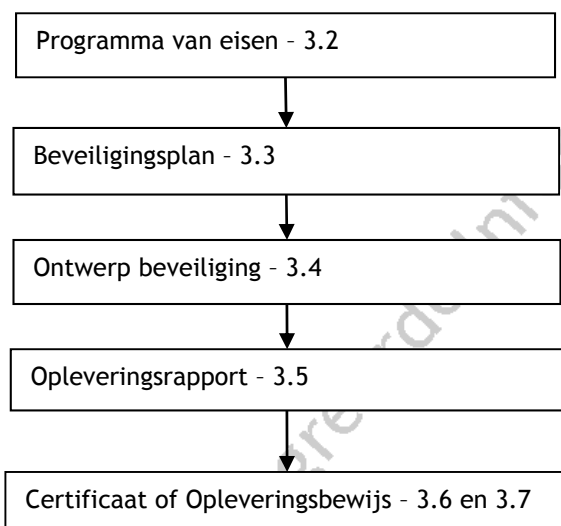 Programma van eisen – 3.2
Beveiligingsplan – 3.3
Ontwerp beveiliging – 3.4
Opleveringsrapport – 3.5
Certificaat of Opleveringsbewijs – 3.6 en 3.7